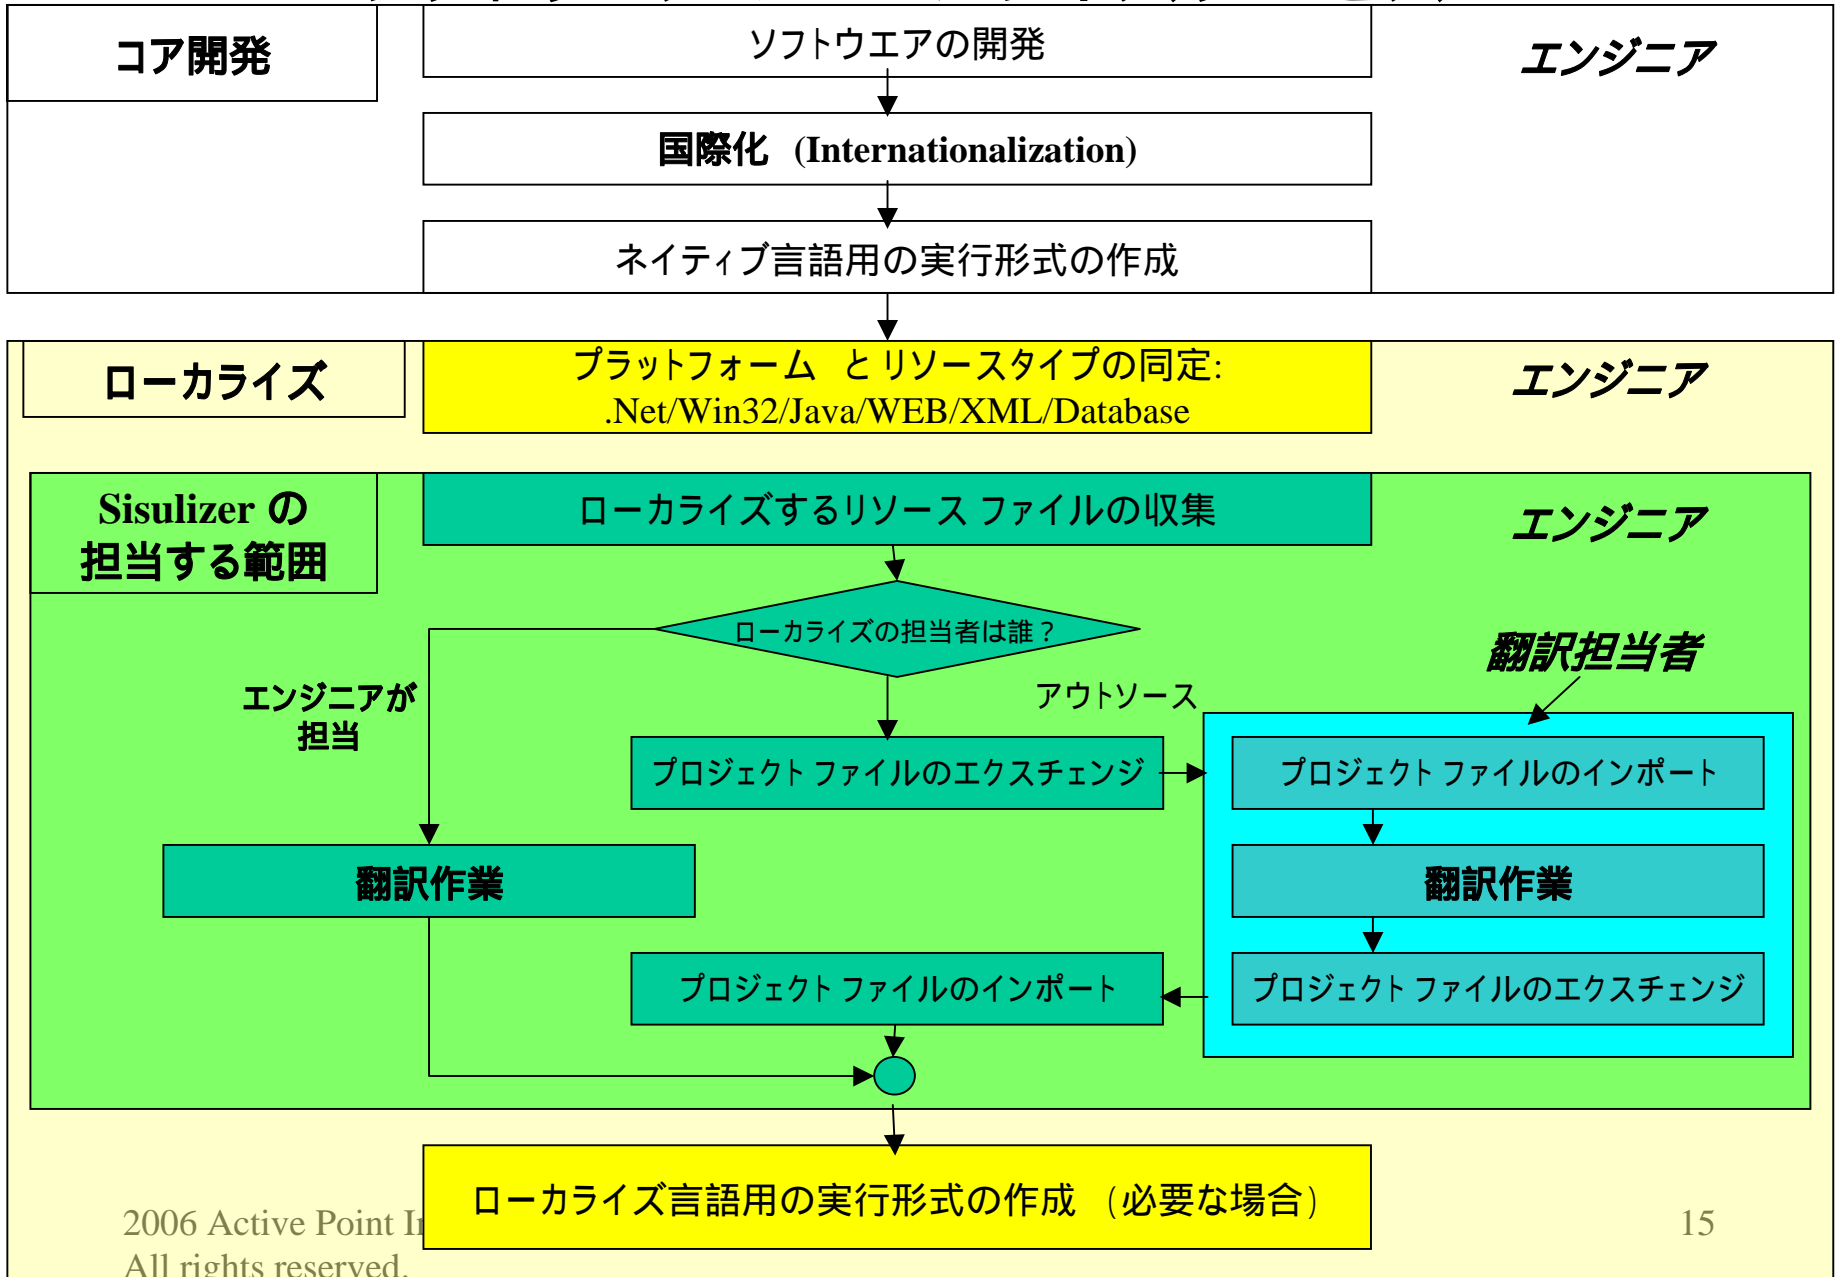 コア開発
ソフトウエアの開発
エンジニア
国際化 (Internationalization)
ネイティブ言語用の実行形式の作成
ローカライズ
プラットフォーム とリソースタイプの同定:
.Net/Win32/Java/WEB/XML/Database
エンジニア
Sisulizer の
担当する範囲
ローカライズするリソース ファイルの収集
エンジニア
ローカライズの担当者は誰？
翻訳担当者
エンジニアが
担当
アウトソース
プロジェクト ファイルのエクスチェンジ
プロジェクト ファイルのインポート
翻訳作業
翻訳作業
プロジェクト ファイルのインポート
プロジェクト ファイルのエクスチェンジ
ローカライズ言語用の実行形式の作成 (必要な場合)
2006 Active Point
All rights reserved.
15